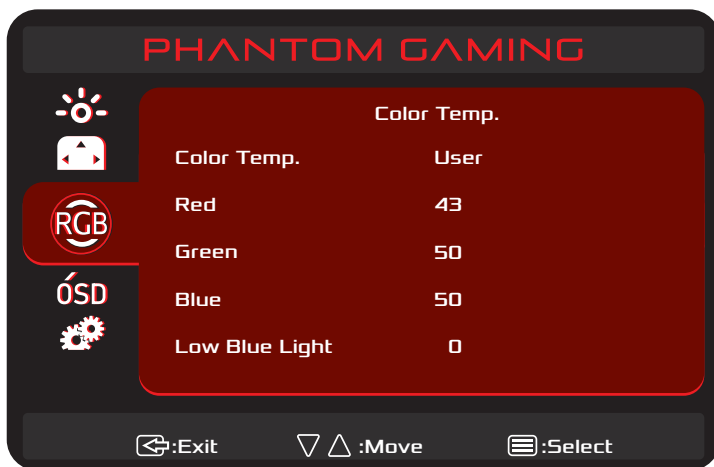 PHANTOM GAMING
Color Temp.
Color Temp. User
Red 43
RGB
Green 50
ÓSD
Blue 50
Low Blue Light 0
:Exit :Move :Select